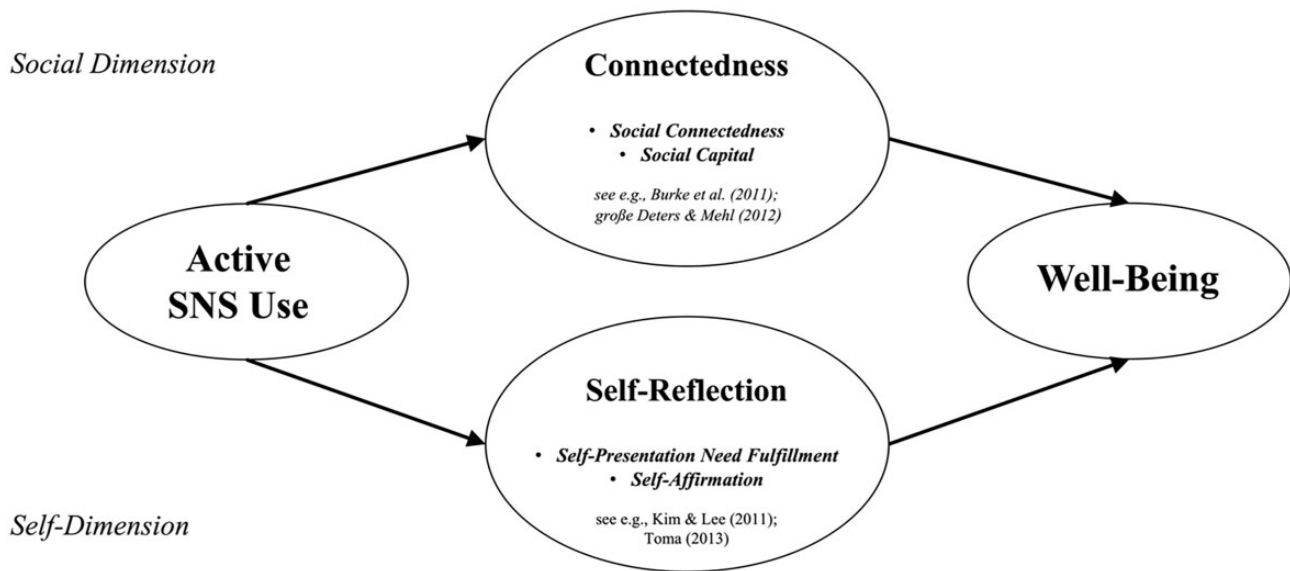 Social Dimension
Connectedness
• Social Connectedness
• Social Capital
see e.g., Burke et al. (2011);
große Deters & Mehl (2012)
Active
SNS Use
Well-Being
Self-Reflection
• Self-Presentation Need Fulfillment
• Self-Affirmation
see e.g., Kim & Lee (2011);
Toma (2013)
Self-Dimension